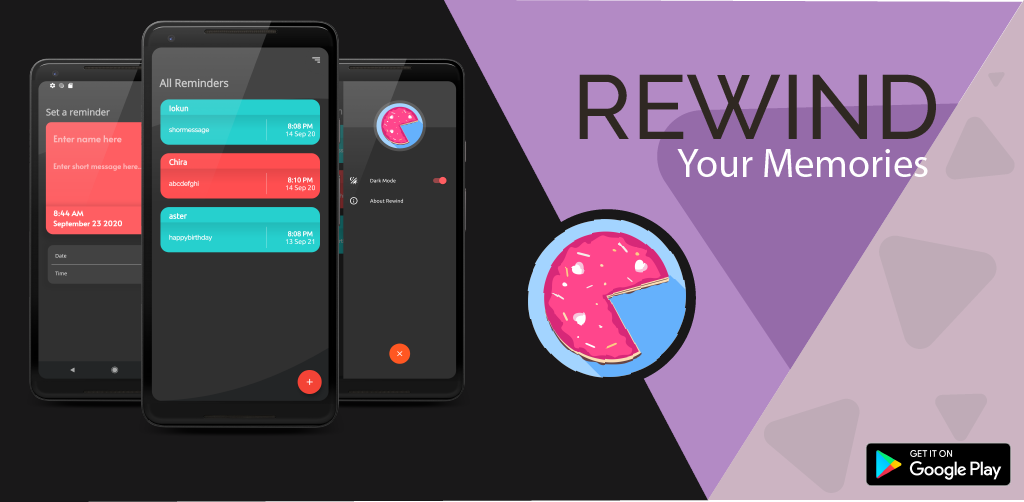 Set a reminder
Enter name here
Enter short message here..
8:44 AM
September 23 2020
Date
Time
All Reminders
lokun
shormessage
8:08 PM
14 Sep 20
Chira
abcdefghi
8:10 PM
14 Sep 20
aster
happybirthday
8:08 PM
13 Sep 21
Dark Mode
About Rewind
REWIND
Your Memories
GET IT ON
Google Play